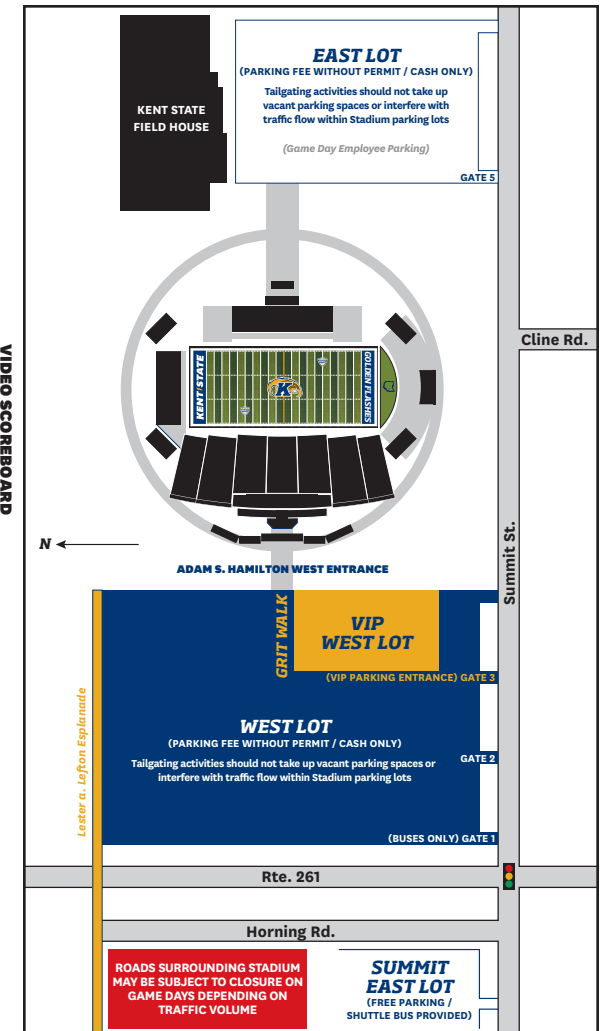 EAST LOT
(PARKING FEE WITHOUT PERMIT / CASH ONLY)
Tailgating activities should not take up
vacant parking spaces or interfere with
traffic flow within Stadium parking lots
(Game Day Employee Parking)
GATE 5
KENT STATE
FIELD HOUSE
Cline Rd.
VIDEO SCOREBOARD
KENT STATE
K
GOLDEN FLASHES
N
Summit St.
ADAM S. HAMILTON WEST ENTRANCE
GRIT WALK
VIP
WEST LOT
(VIP PARKING ENTRANCE) GATE 3
Lester a. Lefton Esplanade
WEST LOT
(PARKING FEE WITHOUT PERMIT / CASH ONLY)
Tailgating activities should not take up vacant parking spaces or
interfere with traffic flow within Stadium parking lots
GATE 2
(BUSES ONLY) GATE 1
Rte. 261
Horning Rd.
ROADS SURROUNDING STADIUM
MAY BE SUBJECT TO CLOSURE ON
GAME DAYS DEPENDING ON
TRAFFIC VOLUME
SUMMIT
EAST LOT
(FREE PARKING /
SHUTTLE BUS PROVIDED)